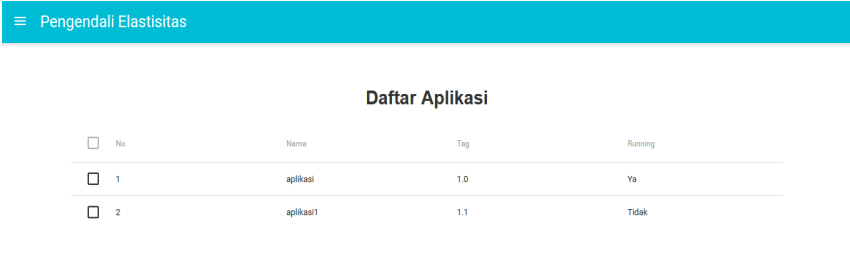 Pengendali Elastisitas
Daftar Aplikasi
No Nama Tag Running
1 aplikasi 1.0 Ya
2 aplikasi1 1.1 Tidak